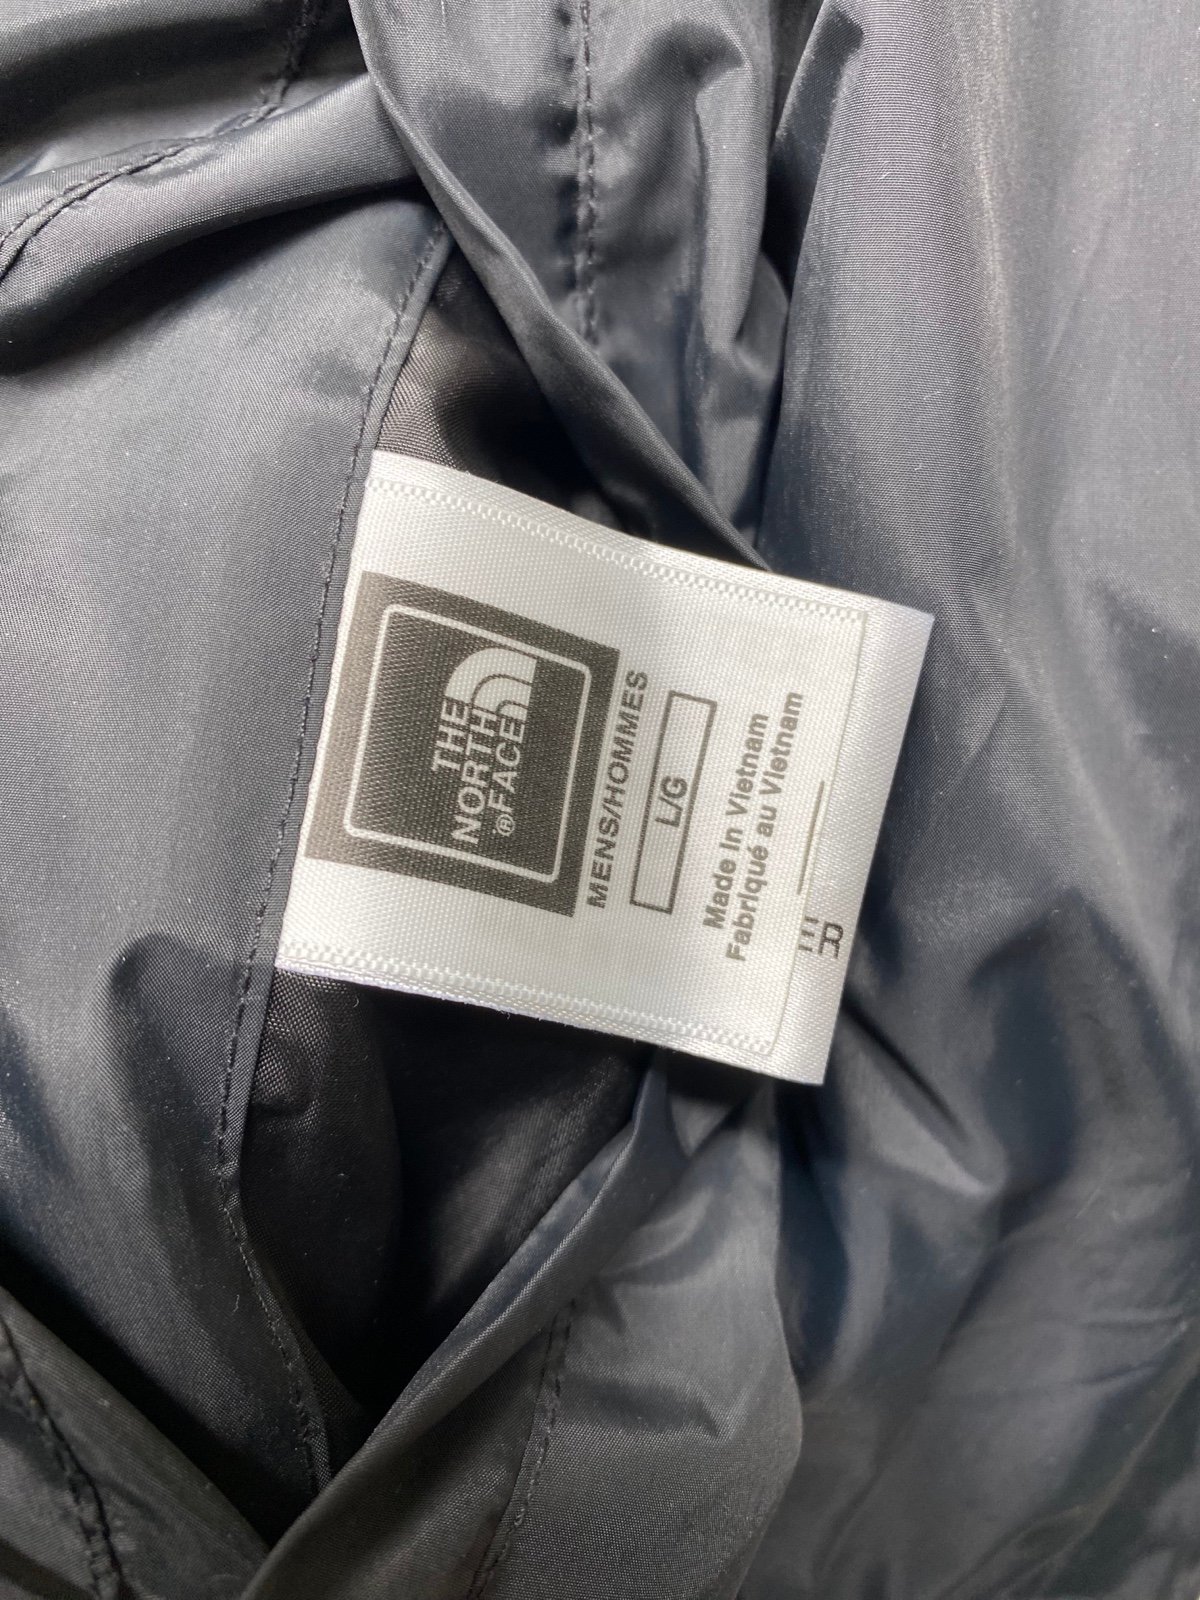 THE
NORTH
FACE®
MENS/HOMMES
L/G
Made in Vietnam
Fabriqué au Vietnam